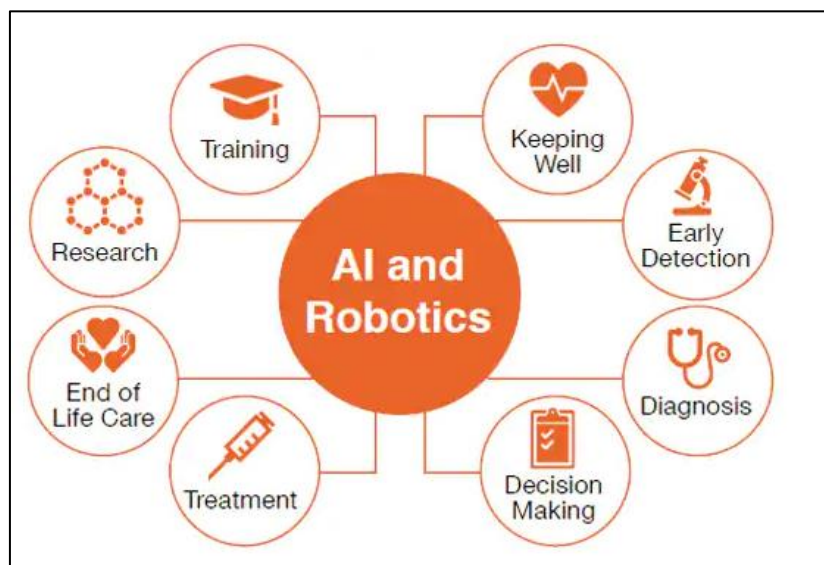 AI and
Robotics
Keeping
Well
Early
Detection
Diagnosis
Decision
Making
Treatment
End of
Life Care
Research
Training